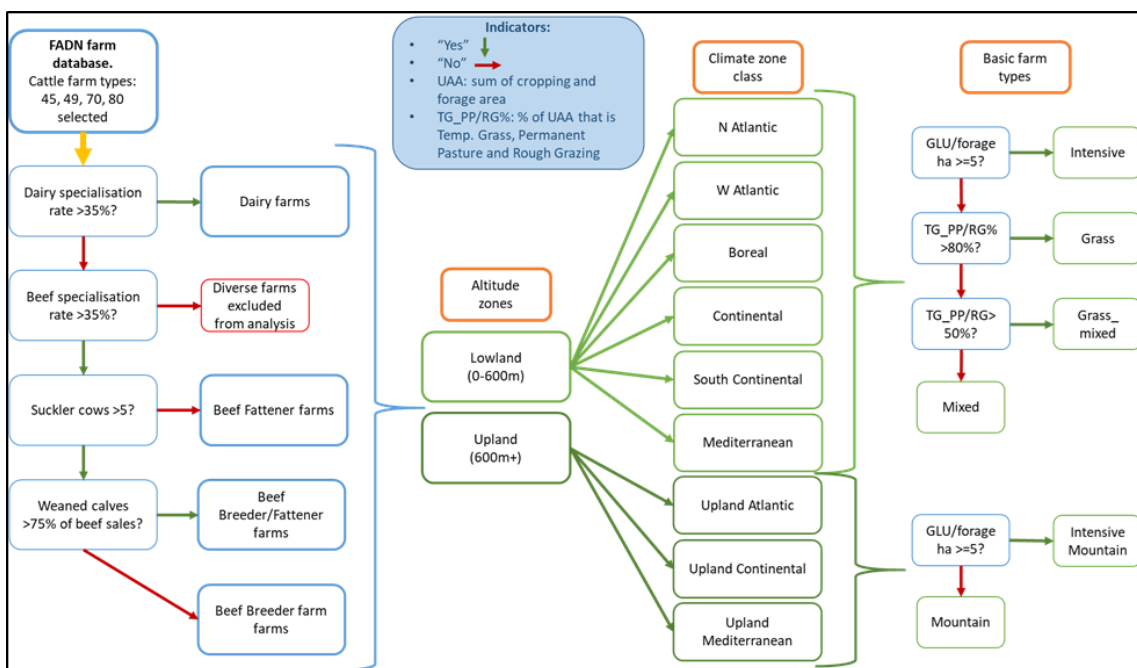 FADN farm
database.
Cattle farm types:
45, 49, 70, 80
selected
Dairy specialisation
rate >35%?
Dairy farms
Beef specialisation
rate >35%?
Diverse farms
excluded
from analysis
Suckler cows >5?
Beef Fattener farms
Weaned calves
>75% of beef sales?
Beef
Breeder/Fattener
farms
Beef Breeder farm
farms
Indicators:
• “Yes”
• “No”
• UAA: sum of cropping and
forage area
• TG_PP/RG%: % of UAA that is
Temp. Grass, Permanent
Pasture and Rough Grazing
Altitude
zones
Lowland
(0-600m)
Upland
(600m+)
Climate zone
class
N Atlantic
W Atlantic
Boreal
Continental
South Continental
Mediterranean
Upland Atlantic
Upland Continental
Upland
Mediterranean
Basic farm
types
GLU/forage
ha >=5?
Intensive
TG_PP/RG%
>80%?
Grass
TG_PP/RG>
50%?
Grass_
mixed
Mixed
GLU/forage
ha >=5?
Intensive
Mountain
Mountain